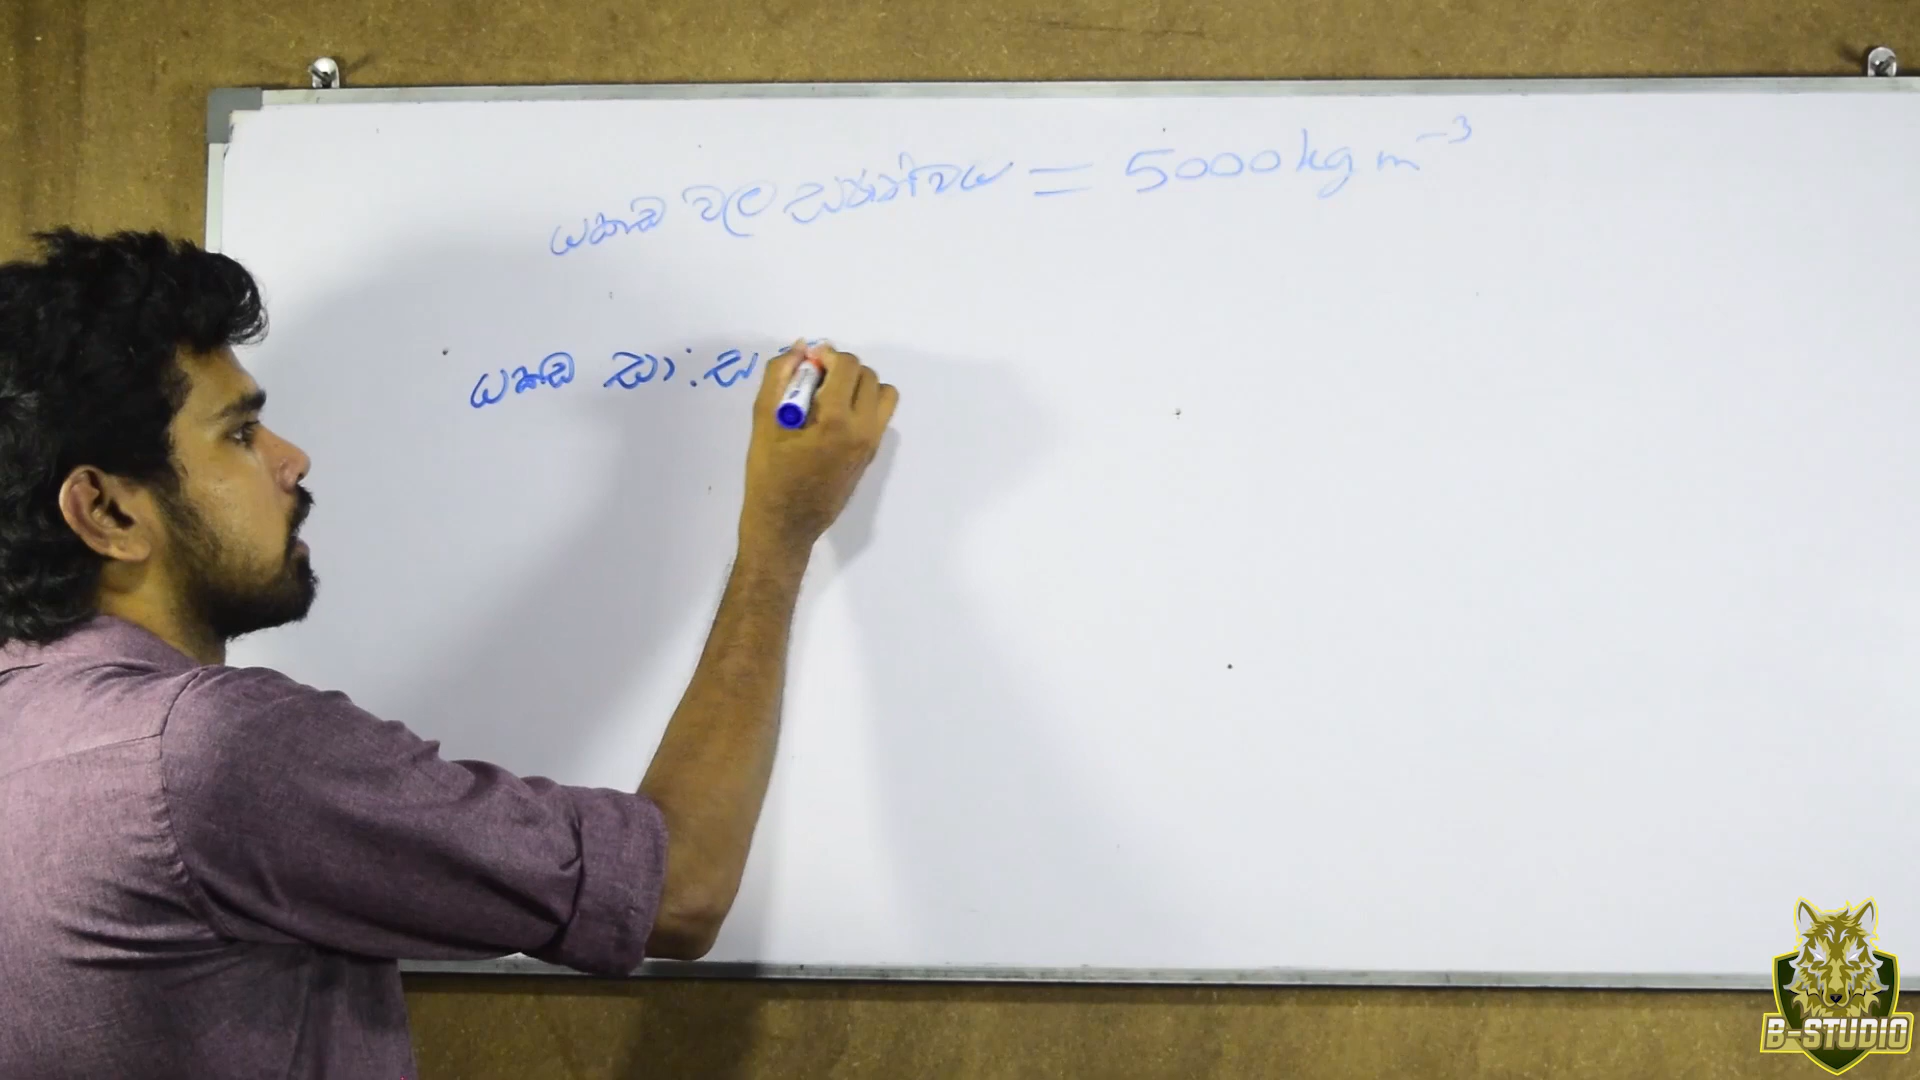 යකඩ වල ඝනත්වය = 5000 kg m⁻³
යකඩ සා: ඝ
B-STUDIO